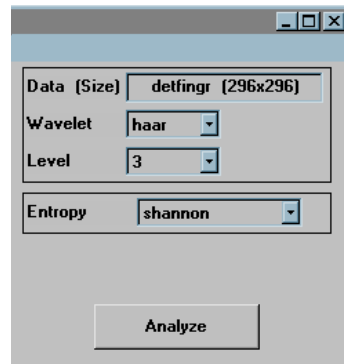 Data (Size) detfingr (296x296)
Wavelet haar
Level 3
Entropy shannon
Analyze